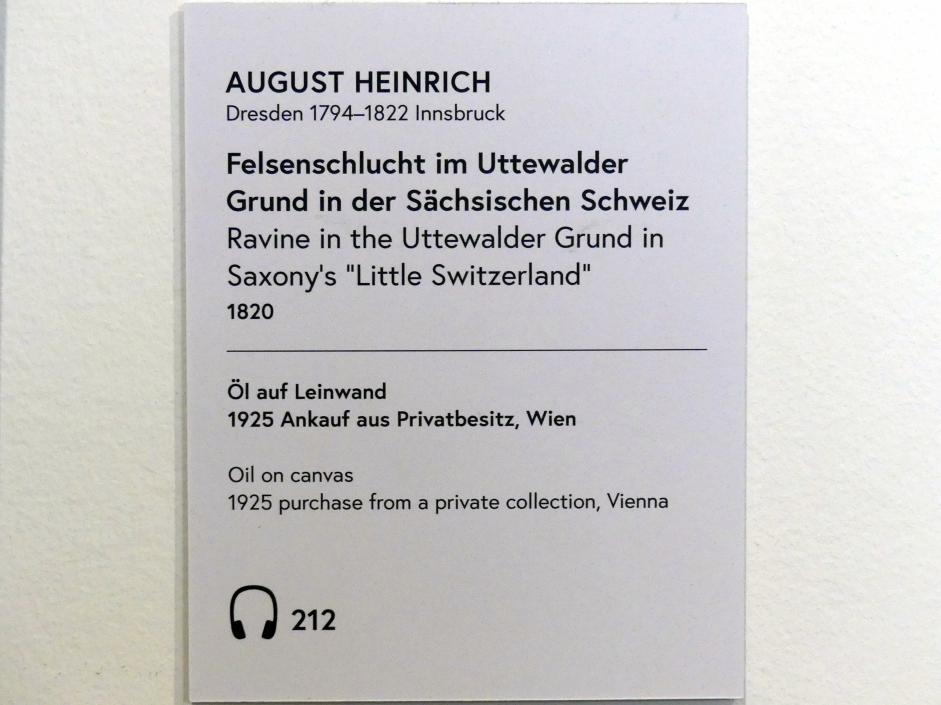 AUGUST HEINRICH
Dresden 1794–1822 Innsbruck
Felsenschlucht im Uttewalder
Grund in der Sächsischen Schweiz
Ravine in the Uttewalder Grund in
Saxony's "Little Switzerland"
1820
Öl auf Leinwand
1925 Ankauf aus Privatbesitz, Wien
Oil on canvas
1925 purchase from a private collection, Vienna
212